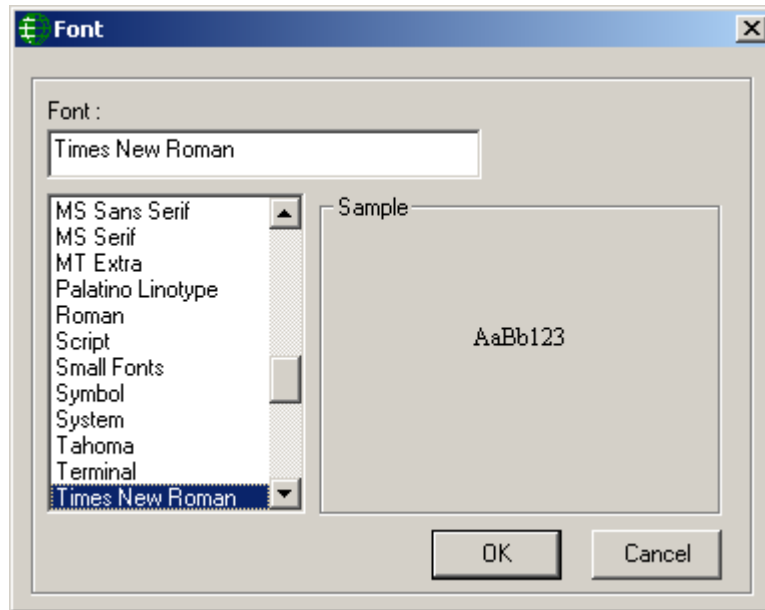 Font
Font :
Times New Roman
MS Sans Serif
MS Serif
MT Extra
Palatino Linotype
Roman
Script
Small Fonts
Symbol
System
Tahoma
Terminal
Times New Roman
Sample
AaBb123
OK
Cancel